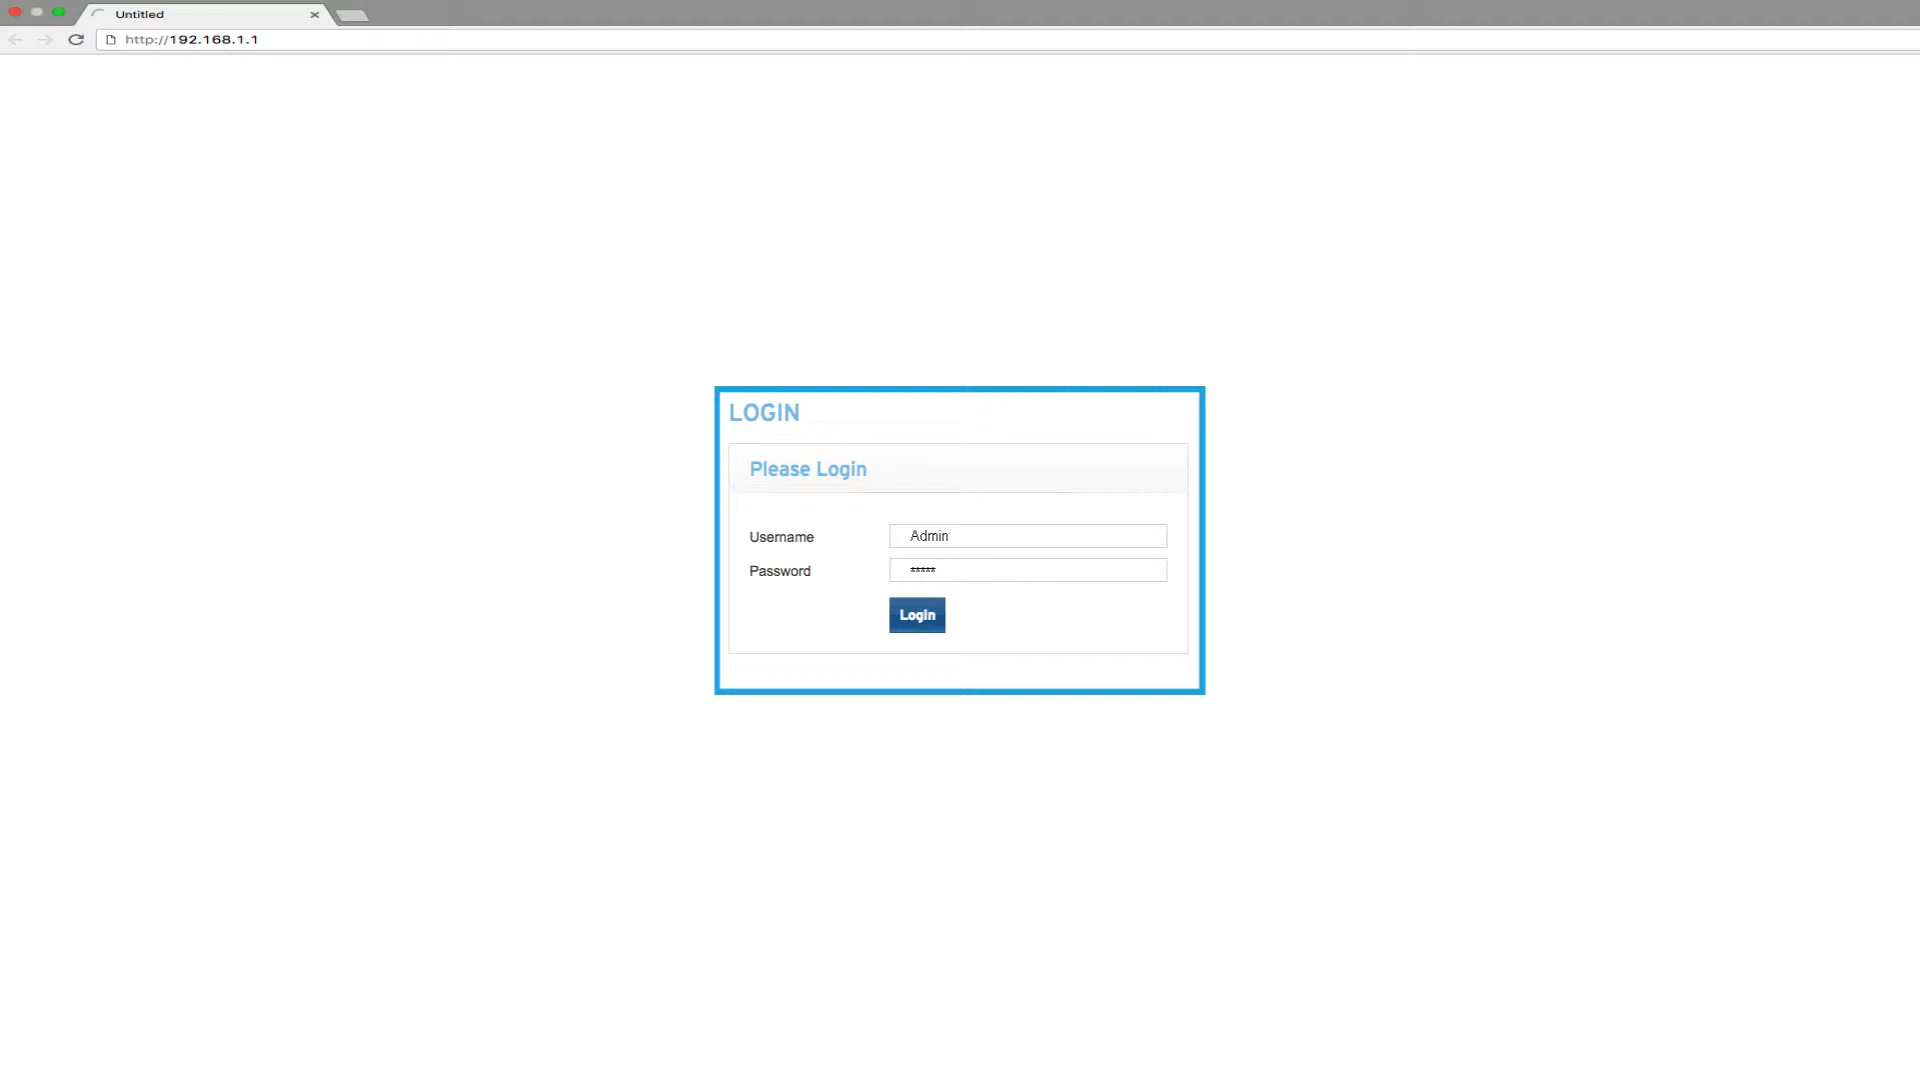 Untitled
http://192.168.1.1
LOGIN
Please Login
Username
Admin
Password
*****
Login